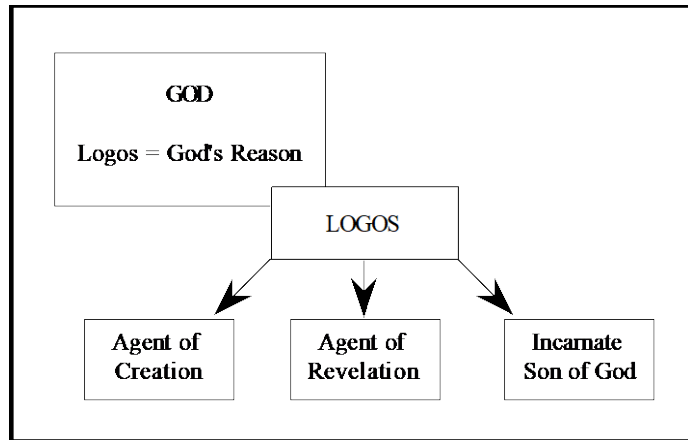 GOD
Logos = God's Reason
LOGOS
Agent of
Creation
Agent of
Revelation
Incarnate
Son of God